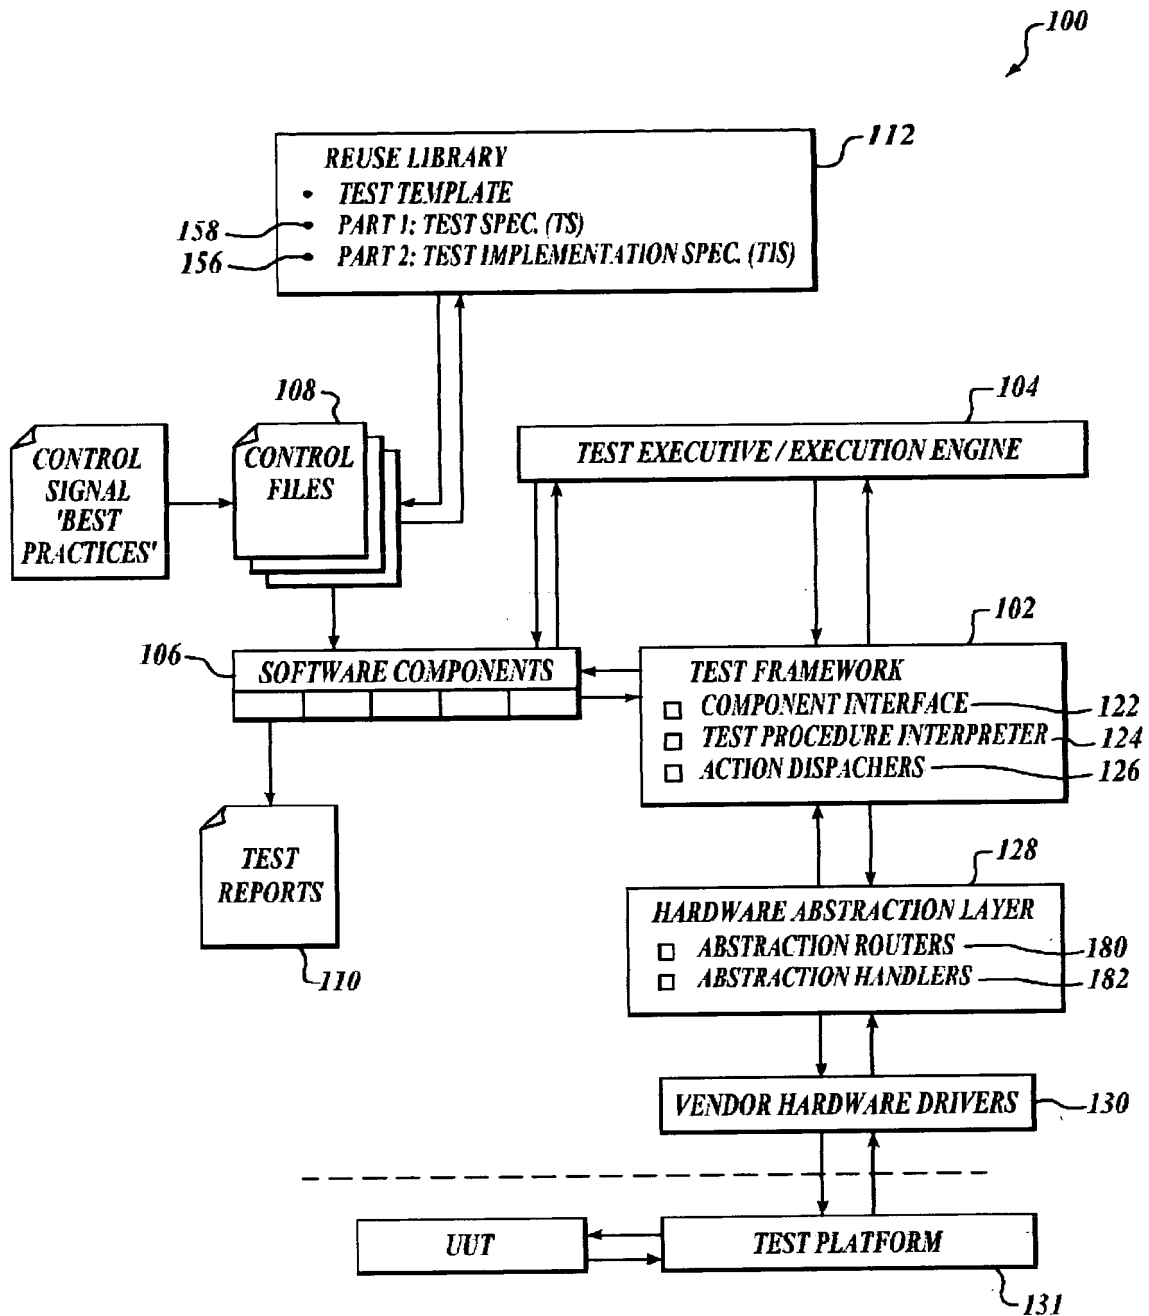 100
112
REUSE LIBRARY
• TEST TEMPLATE
158 • PART 1: TEST SPEC. (TS)
156 • PART 2: TEST IMPLEMENTATION SPEC. (TIS)
108
104
CONTROL
SIGNAL
'BEST
PRACTICES'
CONTROL
FILES
TEST EXECUTIVE / EXECUTION ENGINE
102
106
SOFTWARE COMPONENTS
TEST FRAMEWORK
COMPONENT INTERFACE 122
TEST PROCEDURE INTERPRETER 124
ACTION DISPACHERS 126
TEST
REPORTS
110
128
HARDWARE ABSTRACTION LAYER
ABSTRACTION ROUTERS 180
ABSTRACTION HANDLERS 182
VENDOR HARDWARE DRIVERS 130
UUT
TEST PLATFORM
131